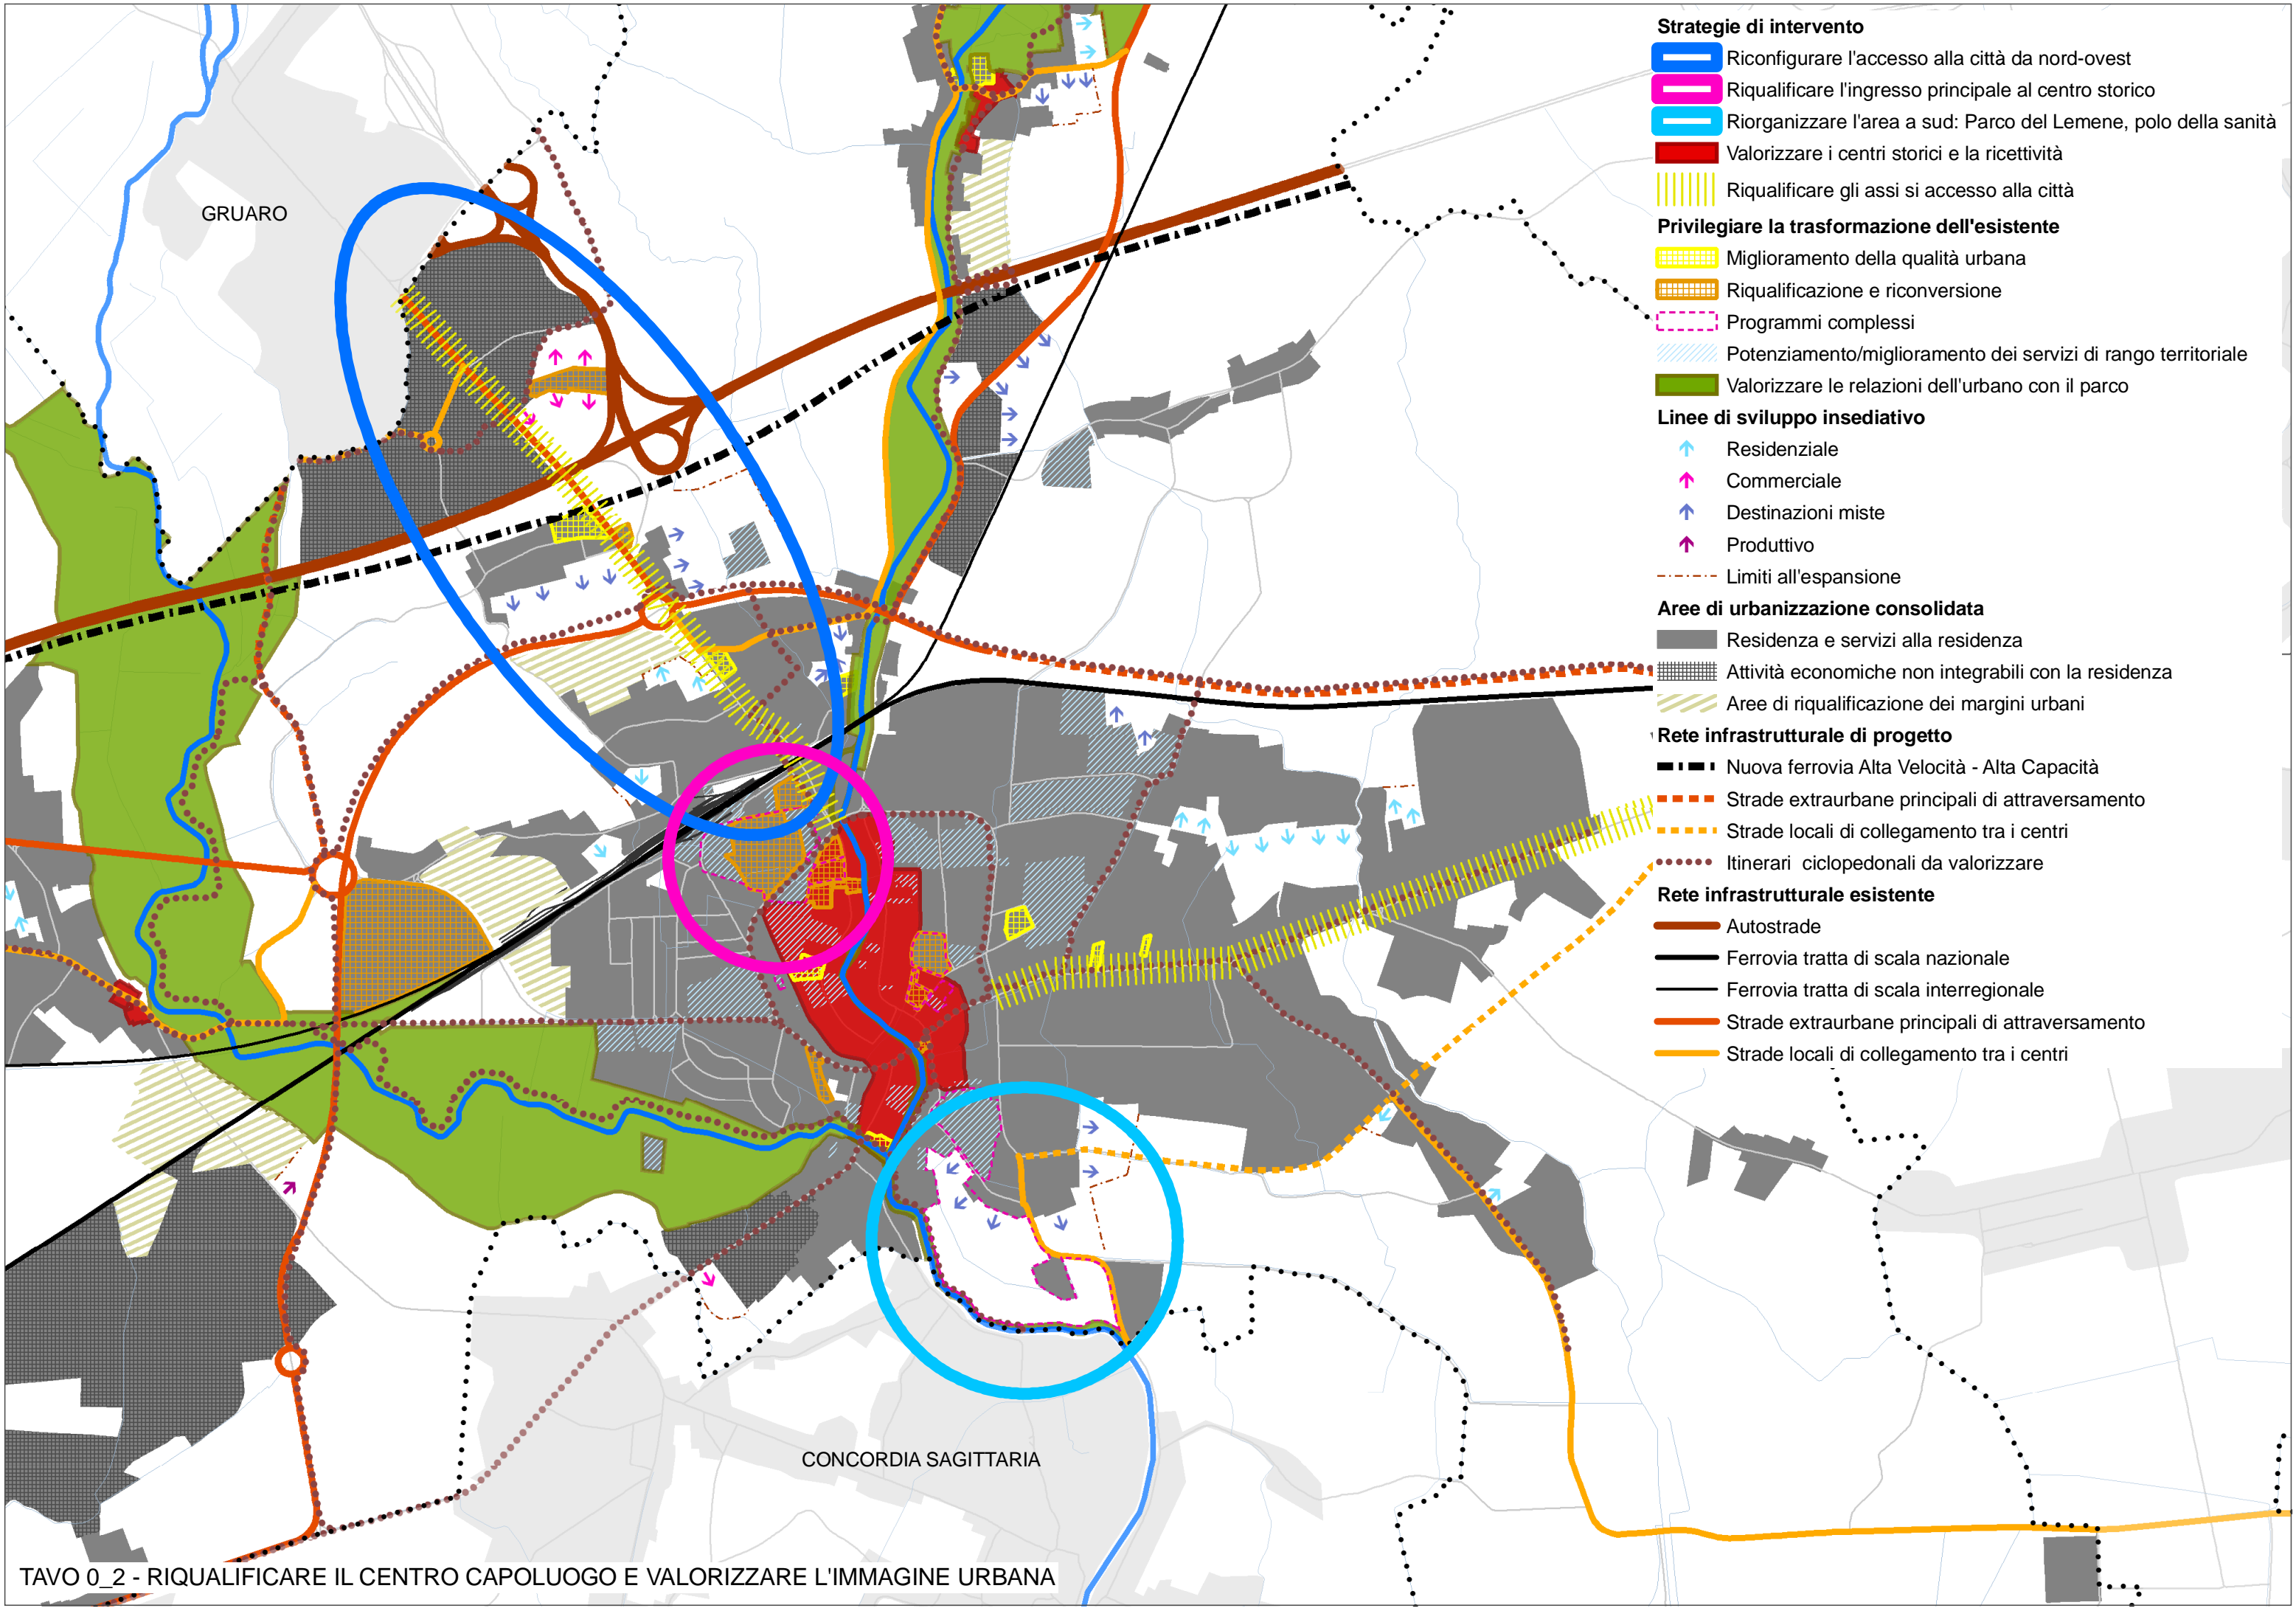 Strategie di intervento
Riconfigurare l'accesso alla città da nord-ovest
Riqualificare l'ingresso principale al centro storico
Riorganizzare l'area a sud: Parco del Lemene, polo della sanità
Valorizzare i centri storici e la ricettività
Riqualificare gli assi si accesso alla città
Privilegiare la trasformazione dell'esistente
Miglioramento della qualità urbana
Riqualificazione e riconversione
Programmi complessi
Potenziamento/miglioramento dei servizi di rango territoriale
Valorizzare le relazioni dell'urbano con il parco
Linee di sviluppo insediativo
Residenziale
Commerciale
Destinazioni miste
Produttivo
Limiti all'espansione
Aree di urbanizzazione consolidata
Residenza e servizi alla residenza
Attività economiche non integrabili con la residenza
Aree di riqualificazione dei margini urbani
Rete infrastrutturale di progetto
Nuova ferrovia Alta Velocità - Alta Capacità
Strade extraurbane principali di attraversamento
Strade locali di collegamento tra i centri
Itinerari ciclopedonali da valorizzare
Rete infrastrutturale esistente
Autostrade
Ferrovia tratta di scala nazionale
Ferrovia tratta di scala interregionale
Strade extraurbane principali di attraversamento
Strade locali di collegamento tra i centri
GRUARO
CONCORDIA SAGITTARIA
TAVO 0_2 - RIQUALIFICARE IL CENTRO CAPOLUOGO E VALORIZZARE L'IMMAGINE URBANA